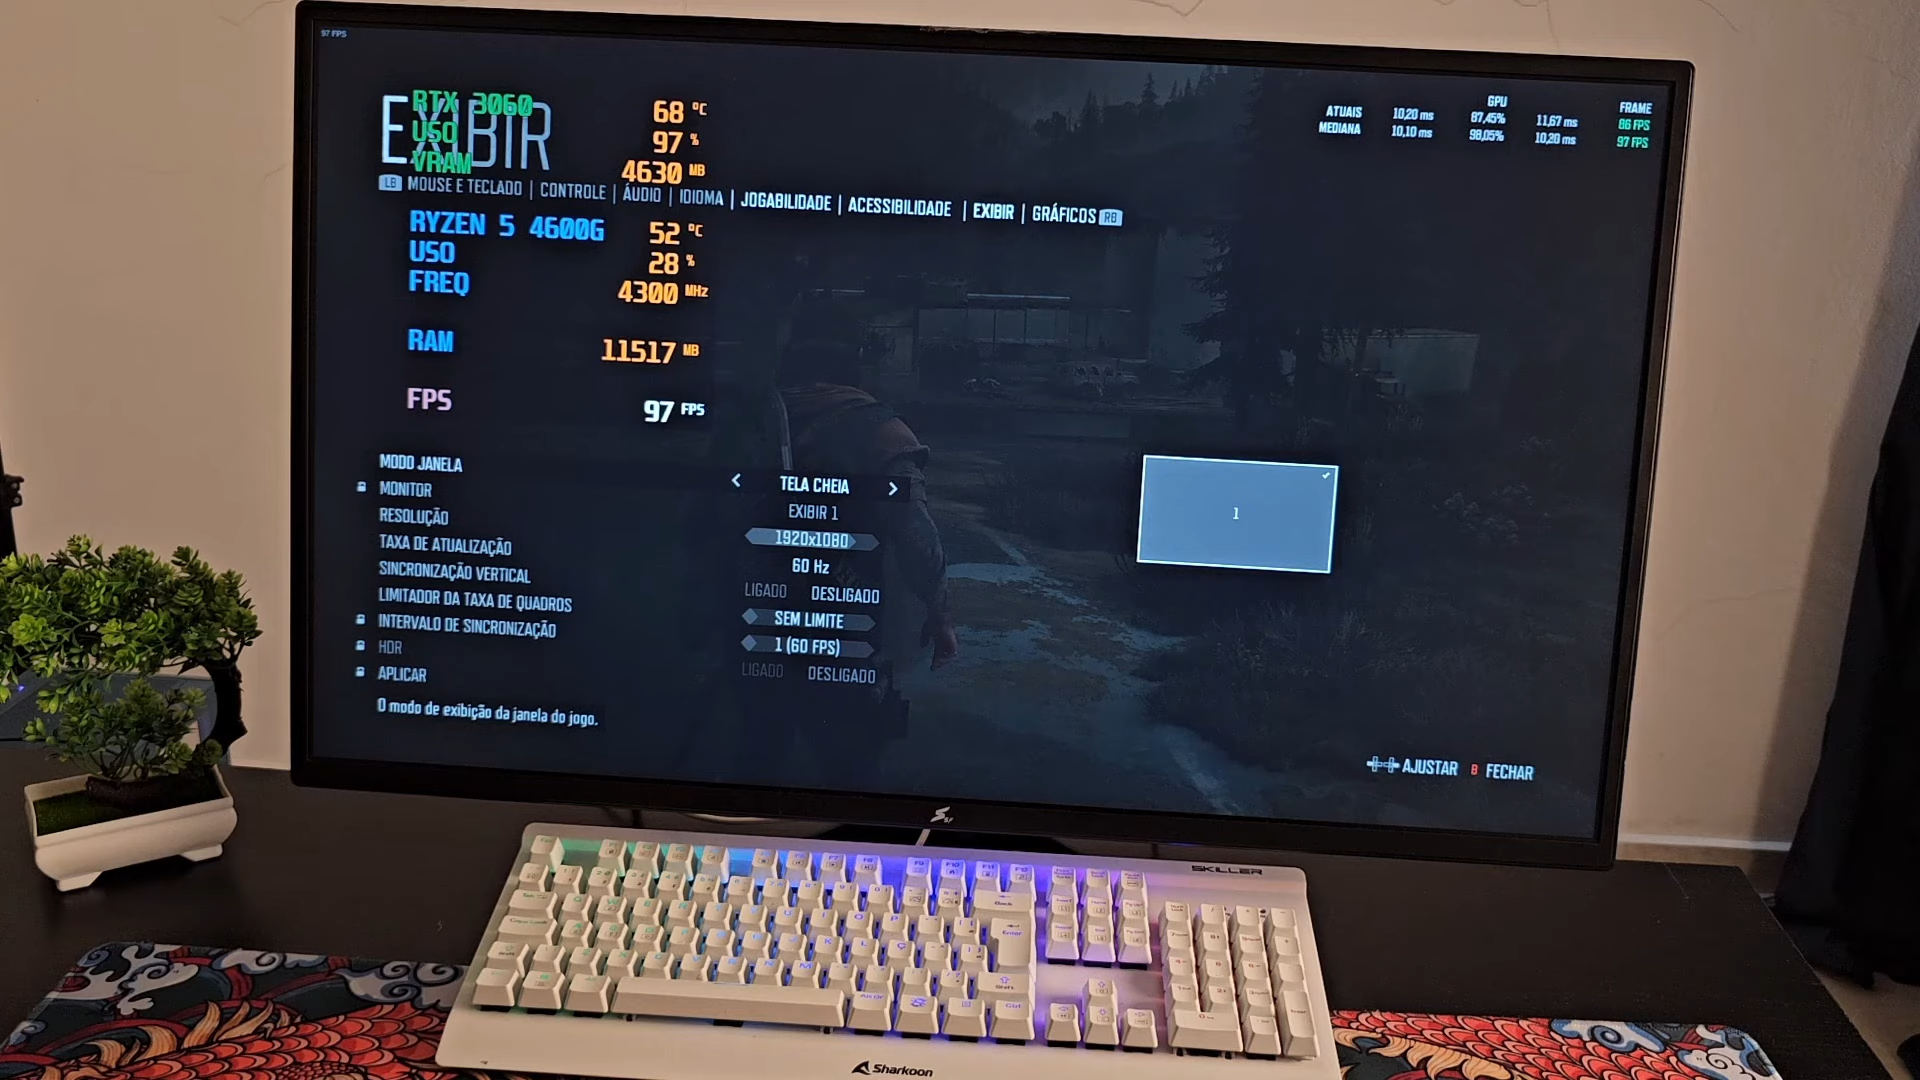 97 FPS
EXIBIR
RTX 3060 68 °C
USO 97 %
VRAM 4630 MB
LB MOUSE E TECLADO | CONTROLE | ÁUDIO | IDIOMA | JOGABILIDADE | ACESSIBILIDADE | EXIBIR | GRÁFICOS RB
RYZEN 5 4600G 52 °C
USO 28 %
FREQ 4300 MHz
RAM 11517 MB
FPS 97 FPS
GPU FRAME
ATUAIS 10,20 ms 87,45% 11,67 ms 86 FPS
MEDIANA 10,10 ms 98,05% 10,20 ms 97 FPS
MODO JANELA TELA CHEIA
MONITOR EXIBIR 1
RESOLUÇÃO 1920x1080
TAXA DE ATUALIZAÇÃO 60 Hz
SINCRONIZAÇÃO VERTICAL LIGADO DESLIGADO
LIMITADOR DA TAXA DE QUADROS SEM LIMITE
INTERVALO DE SINCRONIZAÇÃO 1 (60 FPS)
HDR LIGADO DESLIGADO
APLICAR
O modo de exibição da janela do jogo.
1
AJUSTAR B FECHAR
SKILLER
Sharkoon